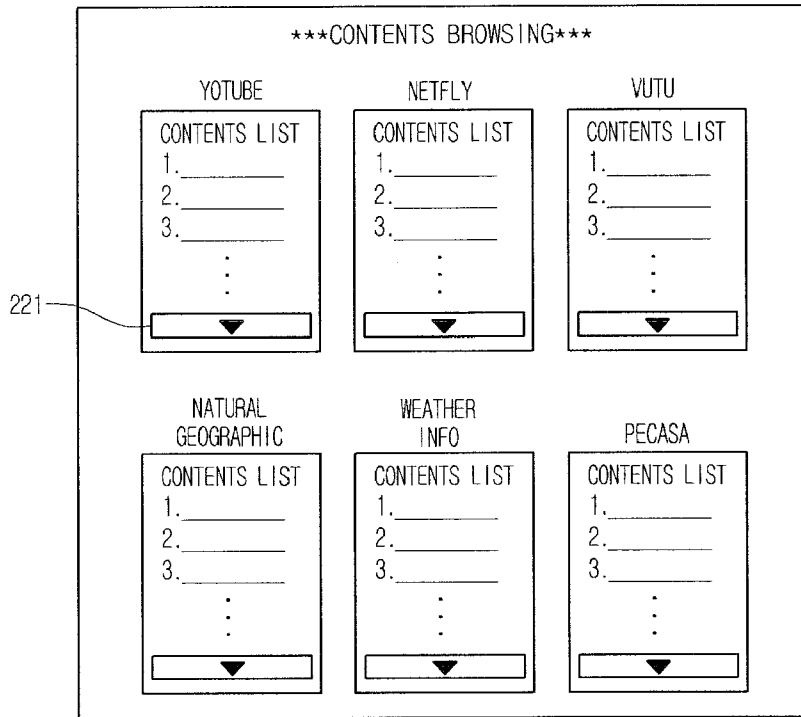 ***CONTENTS BROWSING***
YOTUBE NETFLY VUTU
CONTENTS LIST CONTENTS LIST CONTENTS LIST
1. 1. 1.
2. 2. 2.
3. 3. 3.
221
NATURAL GEOGRAPHIC WEATHER INFO PECASA
CONTENTS LIST CONTENTS LIST CONTENTS LIST
1. 1. 1.
2. 2. 2.
3. 3. 3.